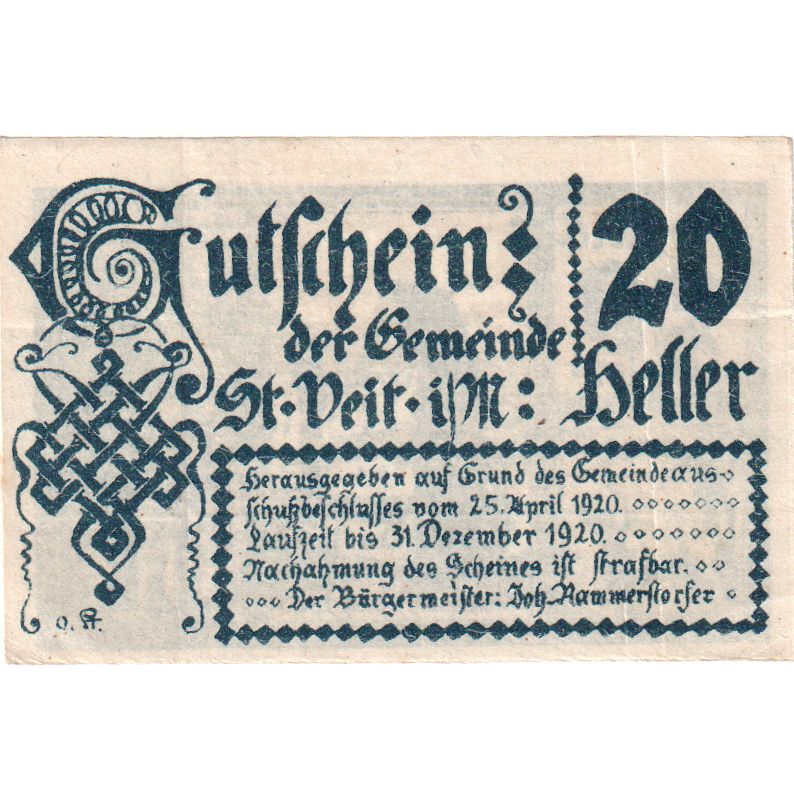 Gutschein
der Gemeinde
St. Veit. i/M:
20
Heller
Herausgegeben auf Grund des Gemeindeaus-
schußbeschlusses vom 25. April 1920.
Laufzeit bis 31. Dezember 1920.
Nachahmung des Scheines ist strafbar.
Der Bürgermeister: Joh. Rammerstorfer